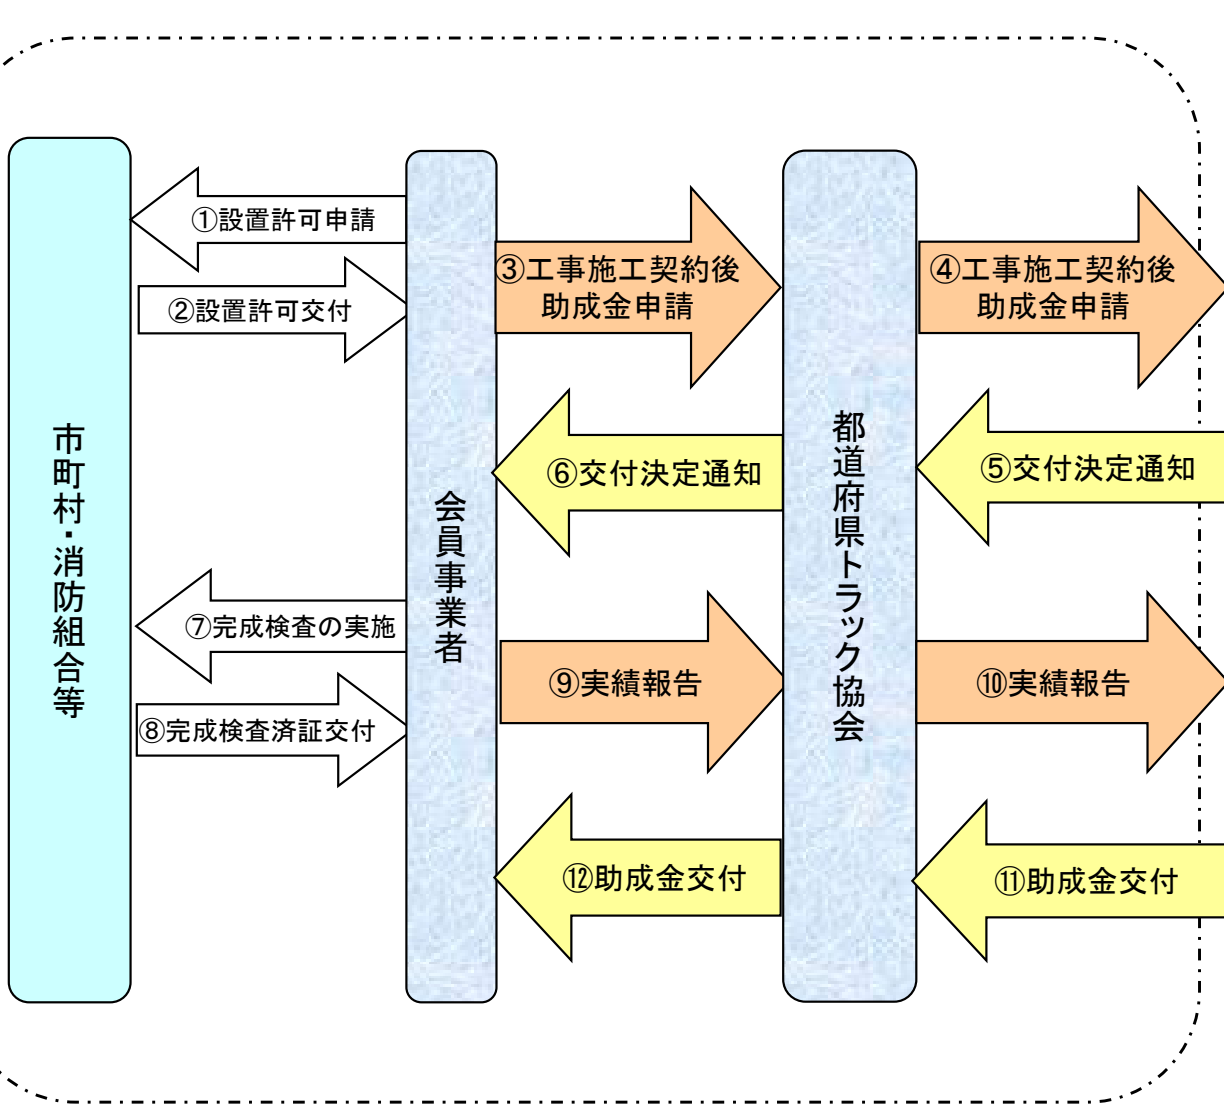 ①設置許可申請
②設置許可交付
③工事施工契約後
助成金申請
④工事施工契約後
助成金申請
⑤交付決定通知
⑥交付決定通知
市町村・消防組合等
会員事業者
都道府県トラック協会
⑦完成検査の実施
⑧完成検査済証交付
⑨実績報告
⑩実績報告
⑫助成金交付
⑪助成金交付